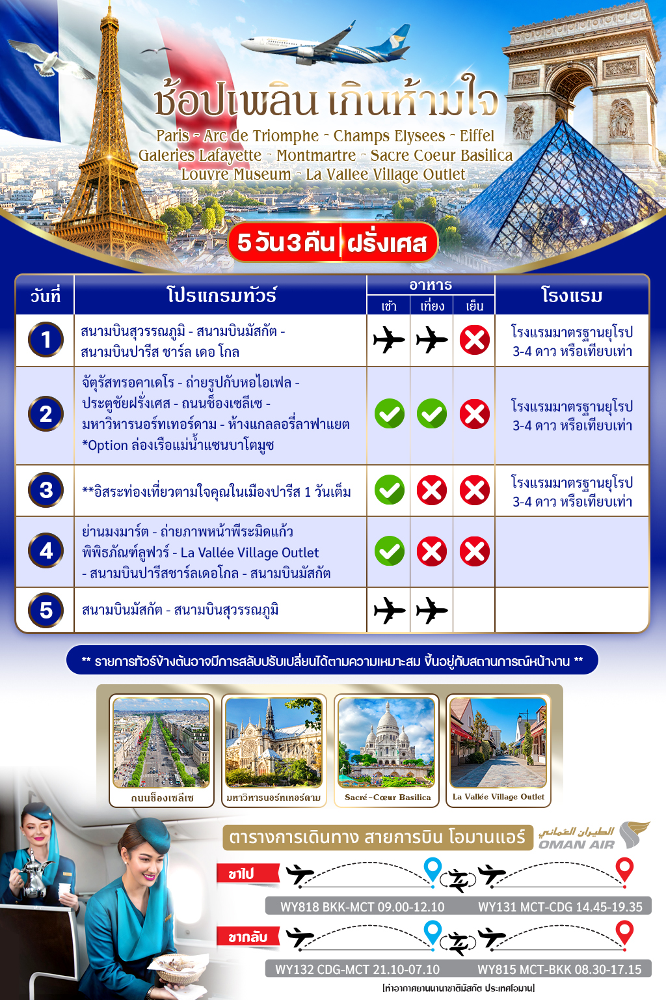 ช้อปเพลิน เกินห้ามใจ
Paris - Arc de Triomphe - Champs Elysees - Eiffel
Galeries Lafayette - Montmartre - Sacre Coeur Basilica
Louvre Museum - La Vallee Village Outlet
5 วัน 3 คืน | ฝรั่งเศส
วันที่ โปรแกรมทัวร์ อาหาร โรงแรม
เช้า เที่ยง เย็น
1
สนามบินสุวรรณภูมิ - สนามบินมัสกัต -
สนามบินปารีส ชาร์ล เดอ โกล
โรงแรมมาตรฐานยุโรป
3-4 ดาว หรือเทียบเท่า
2
จัตุรัสทรอคาเดโร - ถ่ายรูปกับหอไอเฟล -
ประตูชัยฝรั่งเศส - ถนนช็องเซลีเซ -
มหาวิหารนอร์ทเทอร์ดาม - ห้างแกลลอรี่ลาฟาแยต
*Option ล่องเรือแม่น้ำแซนบาโตมูซ
โรงแรมมาตรฐานยุโรป
3-4 ดาว หรือเทียบเท่า
3
**อิสระท่องเที่ยวตามใจคุณในเมืองปารีส 1 วันเต็ม
โรงแรมมาตรฐานยุโรป
3-4 ดาว หรือเทียบเท่า
4
ย่านมงมาร์ต - ถ่ายภาพหน้าพีระมิดแก้ว
พิพิธภัณฑ์ลูฟวร์ - La Vallée Village Outlet
- สนามบินปารีสชาร์ลเดอโกล - สนามบินมัสกัต
5
สนามบินมัสกัต - สนามบินสุวรรณภูมิ
** รายการทัวร์ข้างต้นอาจมีการสลับปรับเปลี่ยนได้ตามความเหมาะสม ขึ้นอยู่กับสถานการณ์หน้างาน **
ถนนช็องเซลีเซ
มหาวิหารนอร์ทเทอร์ดาม
Sacré-Cœur Basilica
La Vallée Village Outlet
ตารางการเดินทาง สายการบิน โอมานแอร์
الطيران العماني
OMAN AIR
ขาไป
WY818 BKK-MCT 09.00-12.10
WY131 MCT-CDG 14.45-19.35
ขากลับ
WY132 CDG-MCT 21.10-07.10
WY815 MCT-BKK 08.30-17.15
[ท่าอากาศยานนานาชาติมัสกัต ประเทศโอมาน]